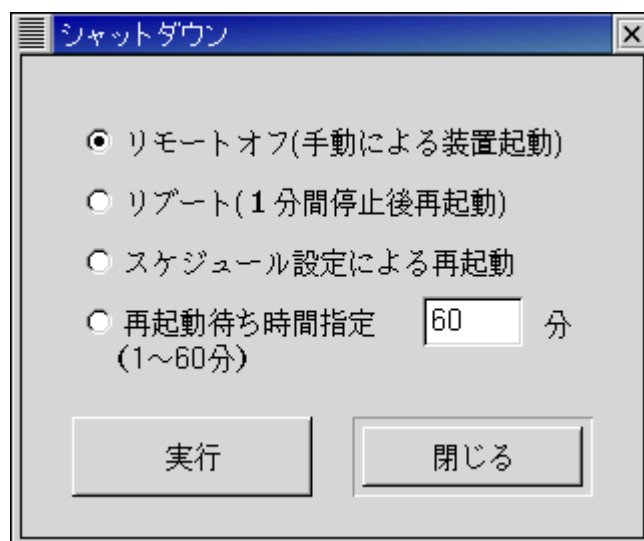 シャットダウン
リモートオフ(手動による装置起動)
リブート(1分間停止後再起動)
スケジュール設定による再起動
再起動待ち時間指定 60 分
(1～60分)
実行 閉じる